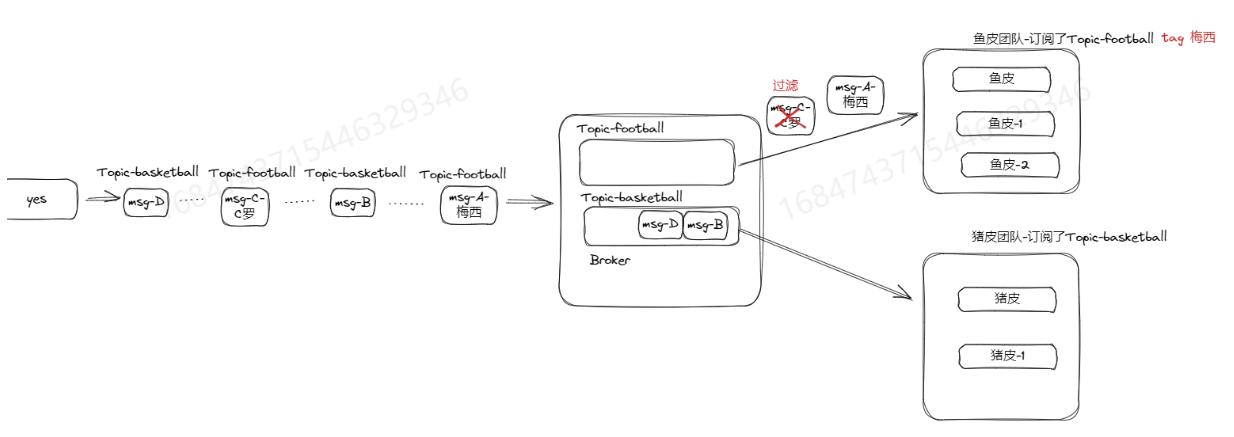 yes
Topic-basketball
msg-D
Topic-football
msg-C-
C罗
Topic-basketball
msg-B
Topic-football
msg-A-
梅西
Topic-football
Topic-basketball
msg-D
msg-B
Broker
过滤
msg-C-
C罗
msg-A-
梅西
鱼皮团队-订阅了Topic-football tag 梅西
鱼皮
鱼皮-1
鱼皮-2
猪皮团队-订阅了Topic-basketball
猪皮
猪皮-1
1684743715446329346
1684743715446329346